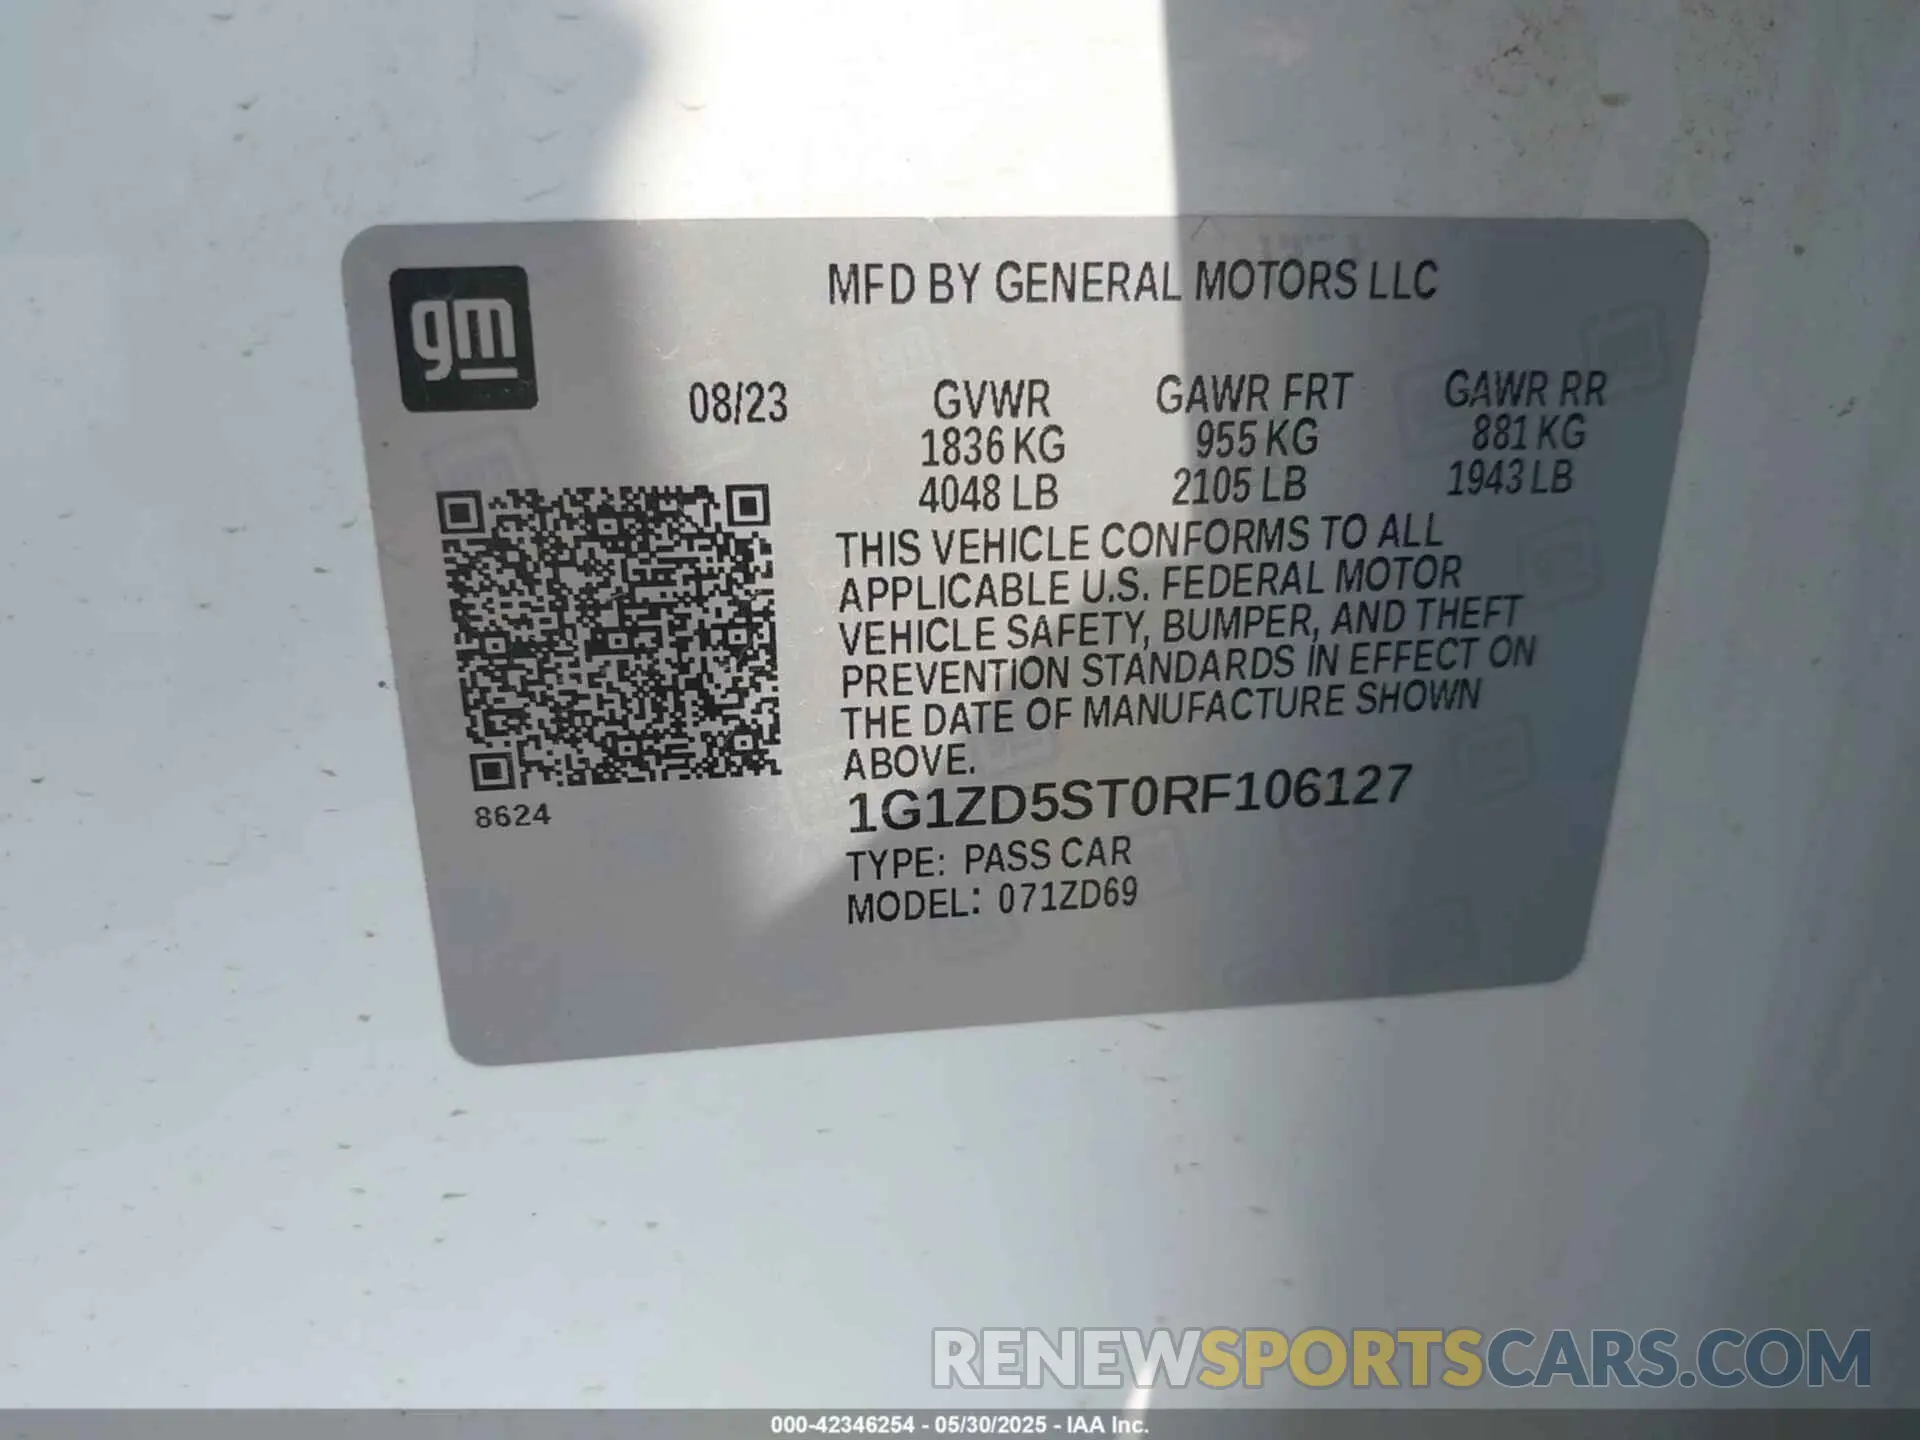 gm
MFD BY GENERAL MOTORS LLC
08/23
GVWR GAWR FRT GAWR RR
1836 KG 955 KG 881 KG
4048 LB 2105 LB 1943 LB
THIS VEHICLE CONFORMS TO ALL
APPLICABLE U.S. FEDERAL MOTOR
VEHICLE SAFETY, BUMPER, AND THEFT
PREVENTION STANDARDS IN EFFECT ON
THE DATE OF MANUFACTURE SHOWN
ABOVE.
8624
1G1ZD5ST0RF106127
TYPE: PASS CAR
MODEL: 071ZD69
RENEWSPORTSCARS.COM
000-42346254 - 05/30/2025 - IAA Inc.